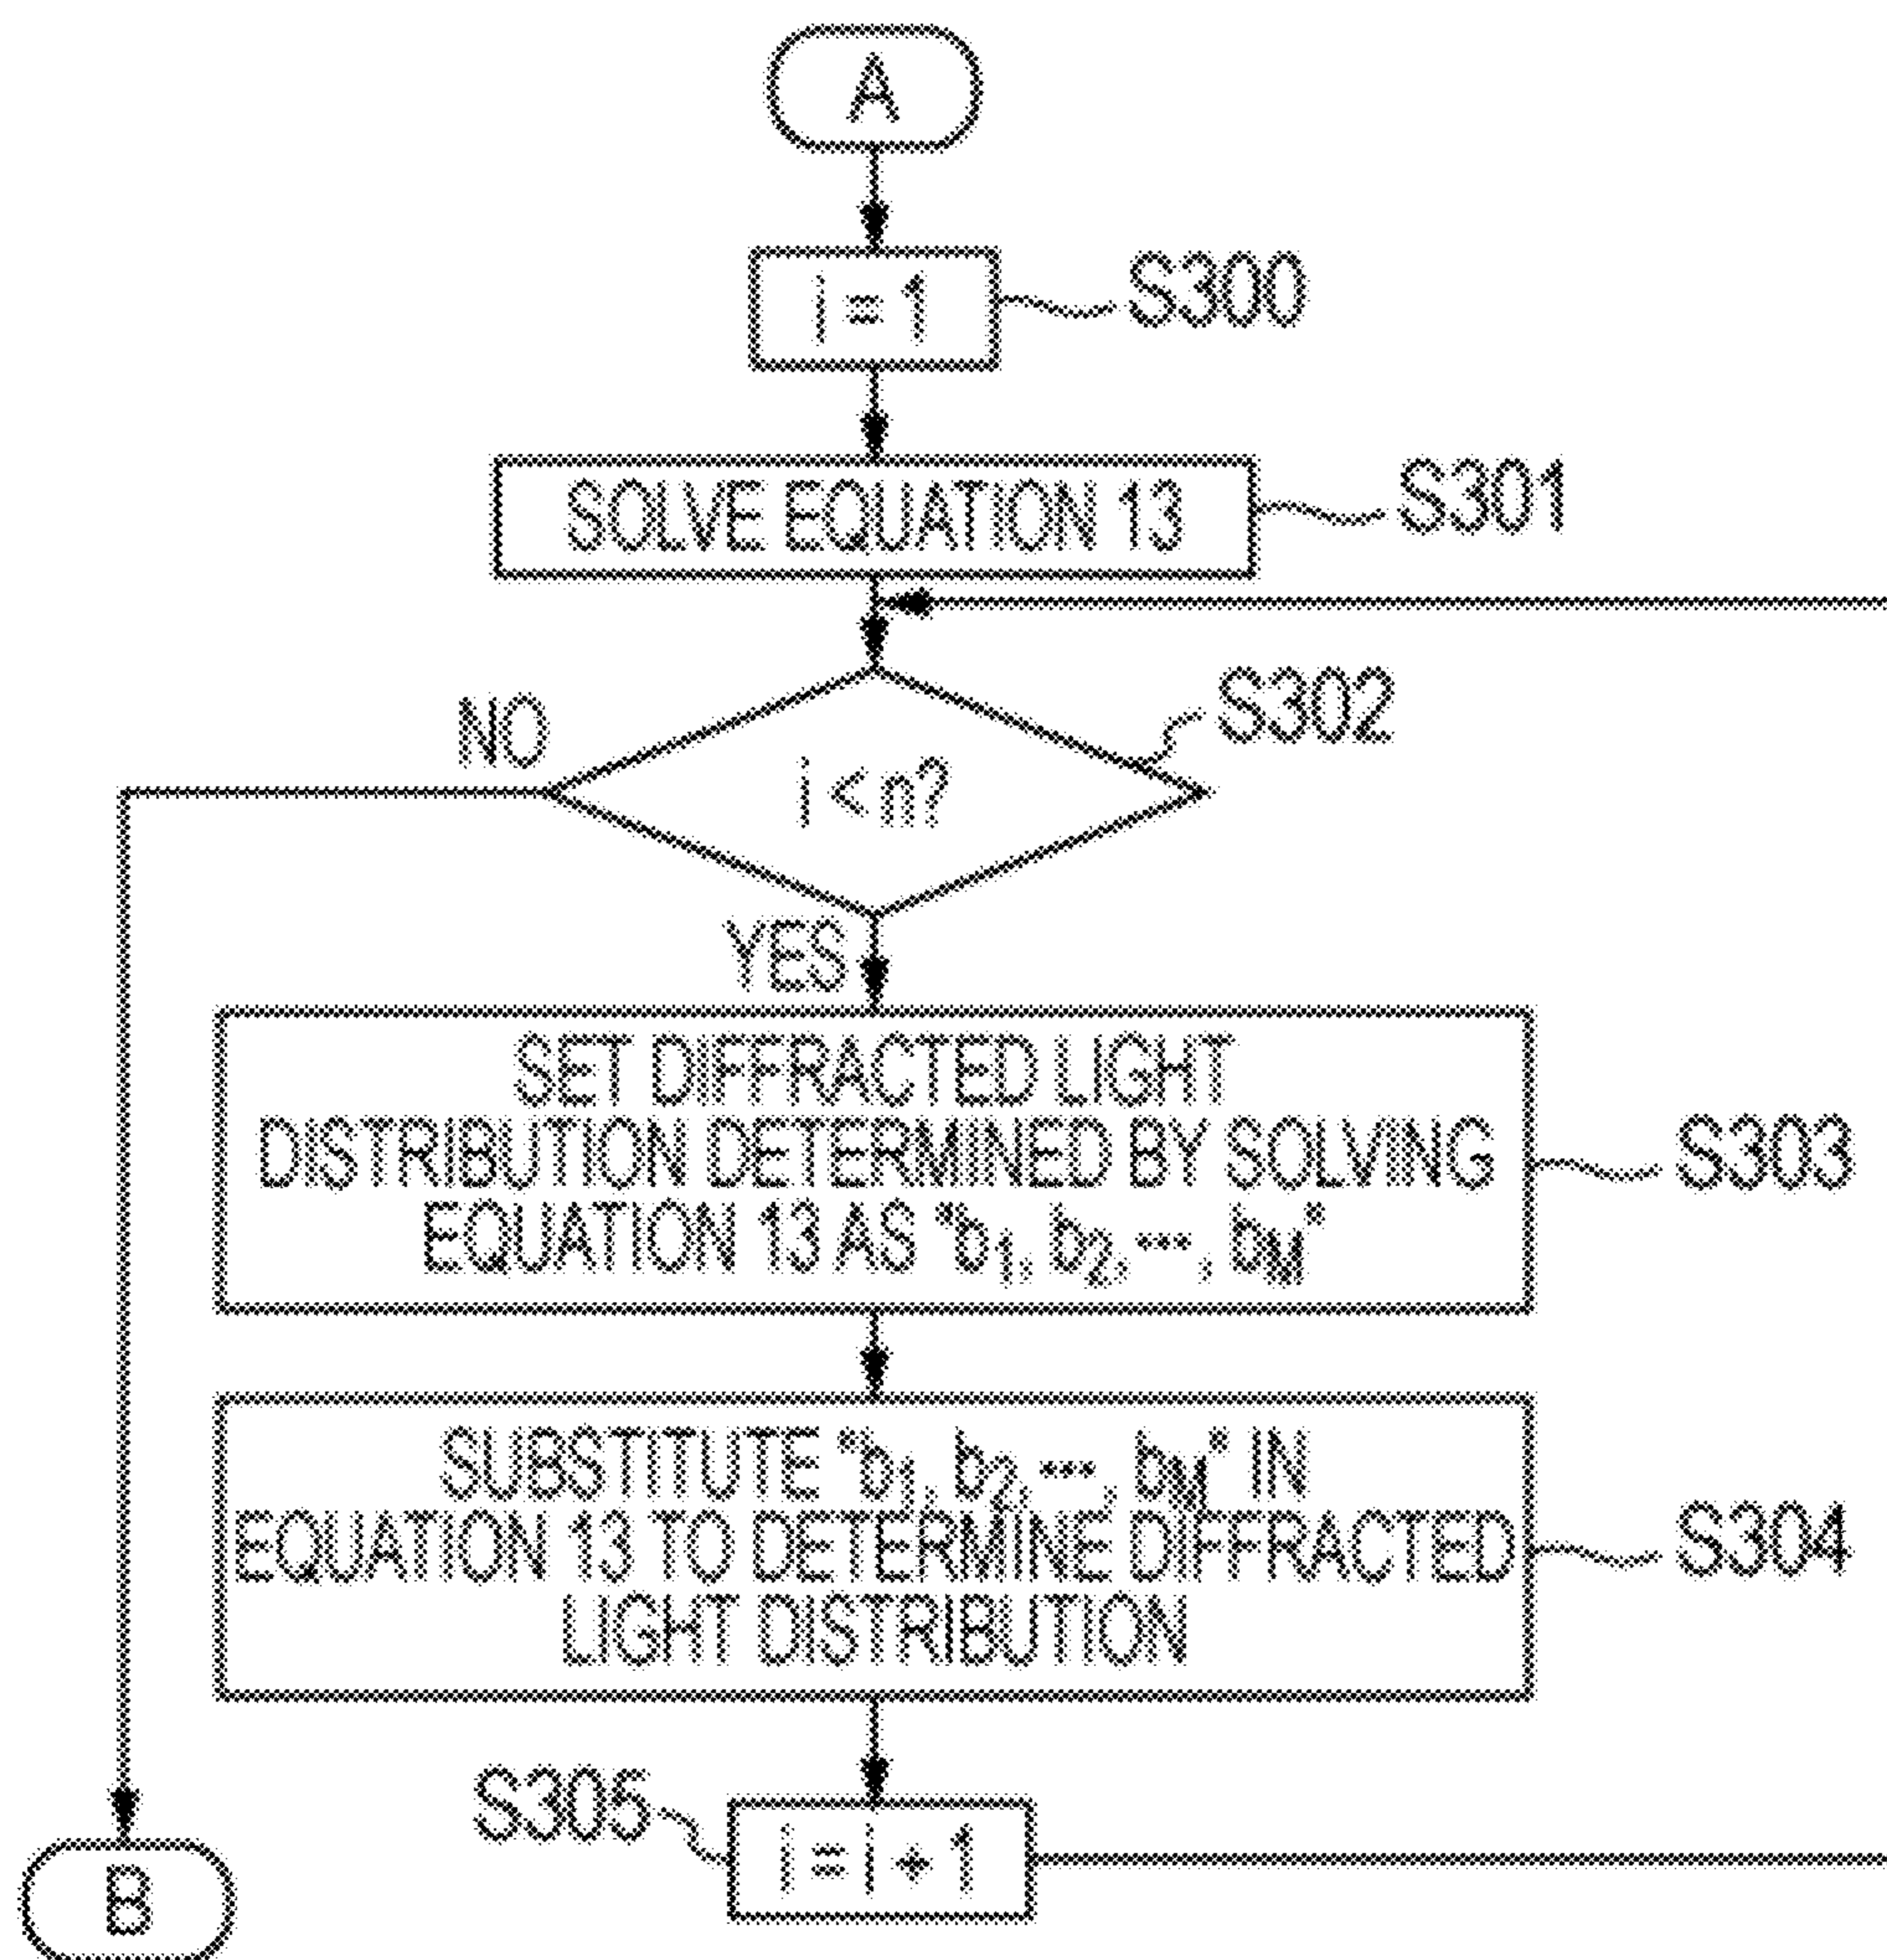 A
i = 1
S300
SOLVE EQUATION 13
S301
S302
NO
i < n?
YES
SET DIFFRACTED LIGHT
DISTRIBUTION DETERMINED BY SOLVING
EQUATION 13 AS "b1, b2, ---, bM"
S303
SUBSTITUTE "b1, b2, ---, bM" IN
EQUATION 13 TO DETERMINE DIFFRACTED
LIGHT DISTRIBUTION
S304
S305
i = i + 1
B